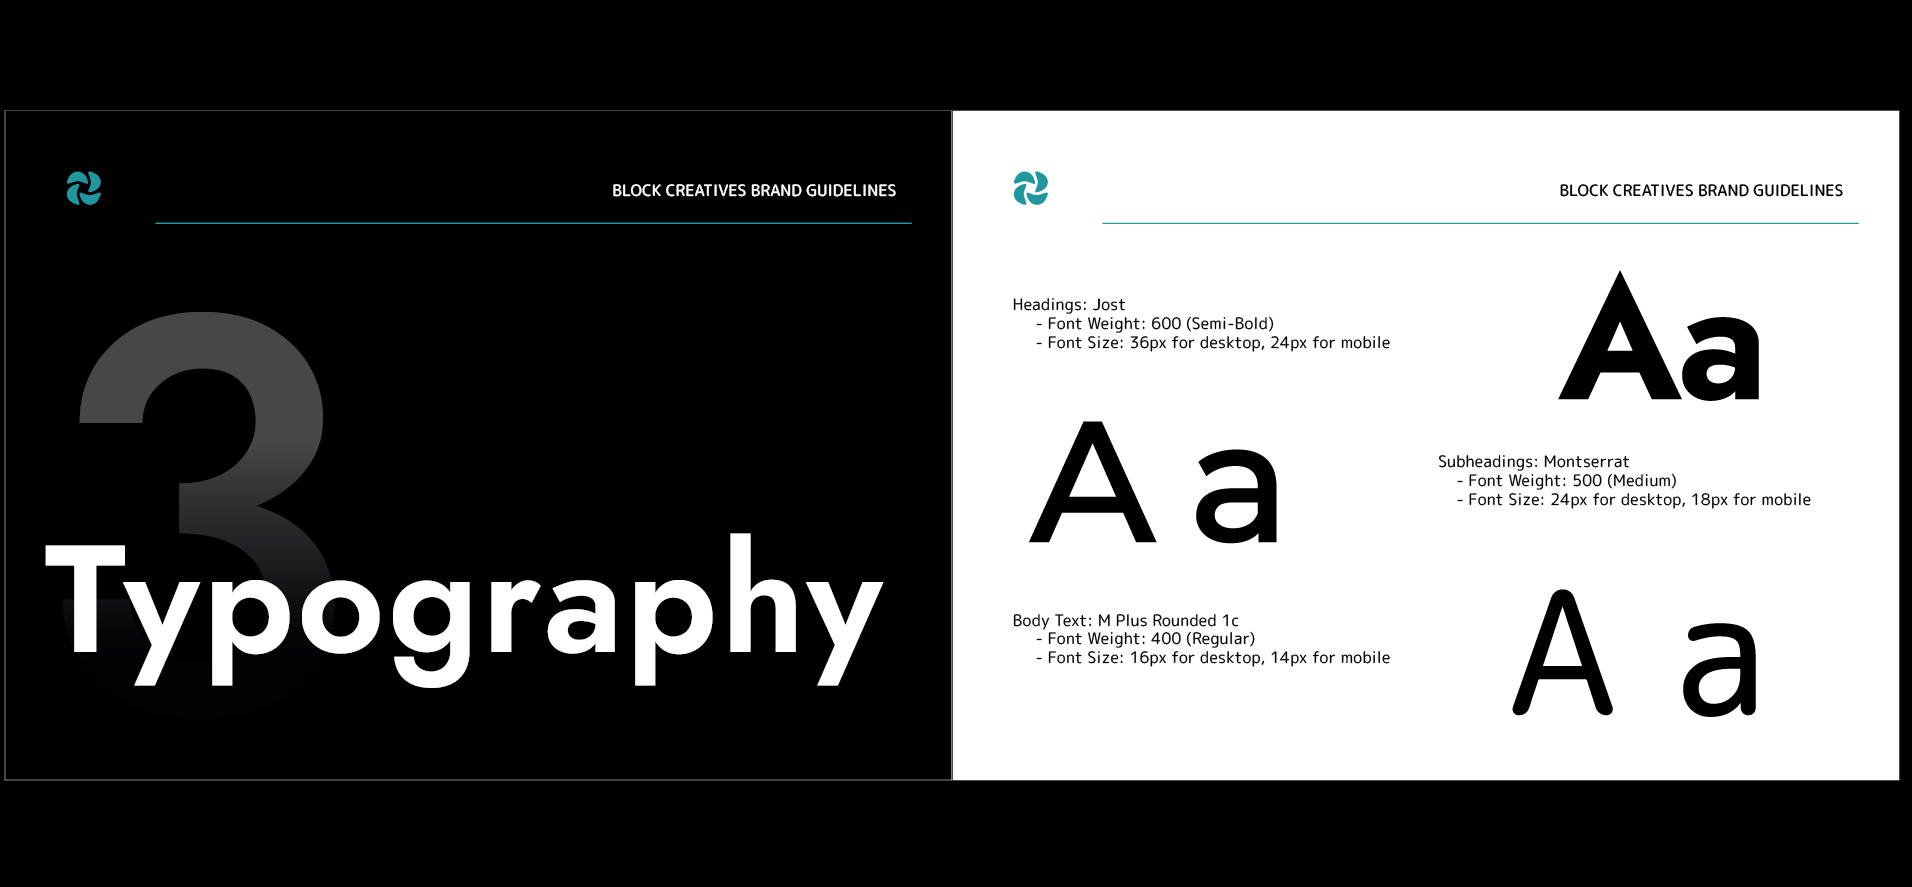 BLOCK CREATIVES BRAND GUIDELINES
3
Typography
BLOCK CREATIVES BRAND GUIDELINES
Headings: Jost
- Font Weight: 600 (Semi-Bold)
- Font Size: 36px for desktop, 24px for mobile
Aa
A a
Subheadings: Montserrat
- Font Weight: 500 (Medium)
- Font Size: 24px for desktop, 18px for mobile
Body Text: M Plus Rounded 1c
- Font Weight: 400 (Regular)
- Font Size: 16px for desktop, 14px for mobile
A a